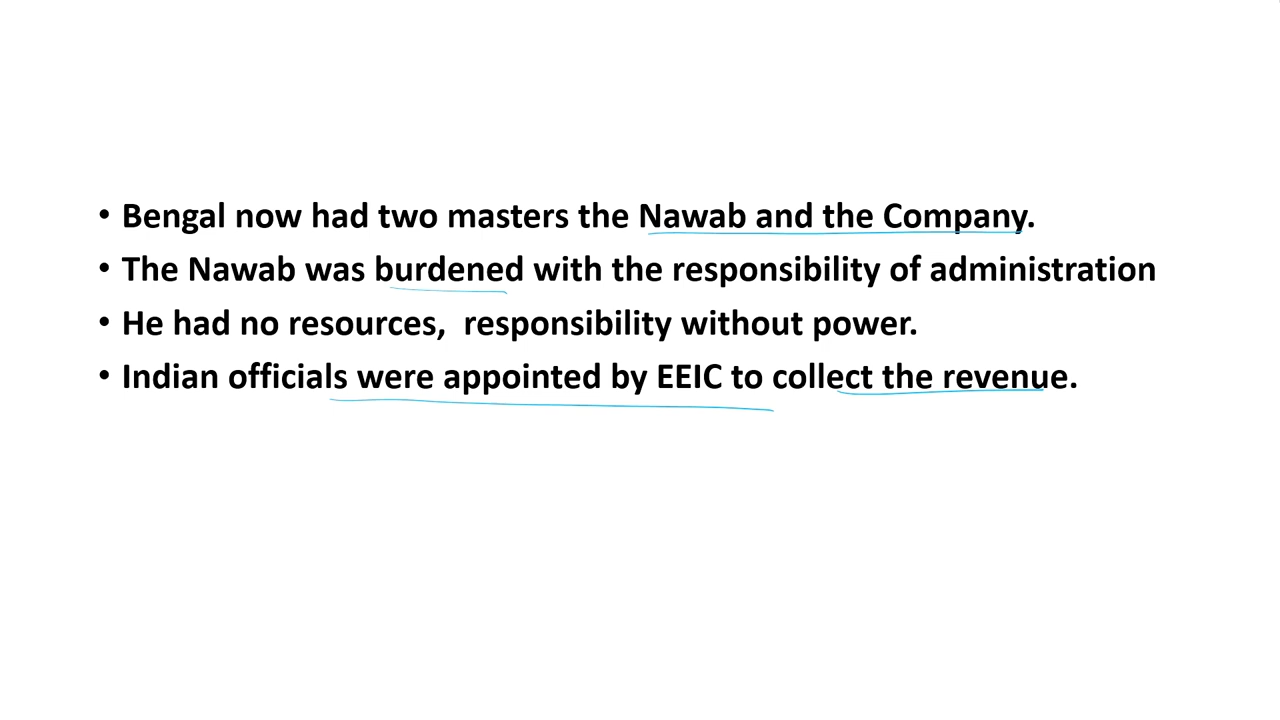 • Bengal now had two masters the Nawab and the Company.
• The Nawab was burdened with the responsibility of administration
• He had no resources,  responsibility without power.
• Indian officials were appointed by EEIC to collect the revenue.